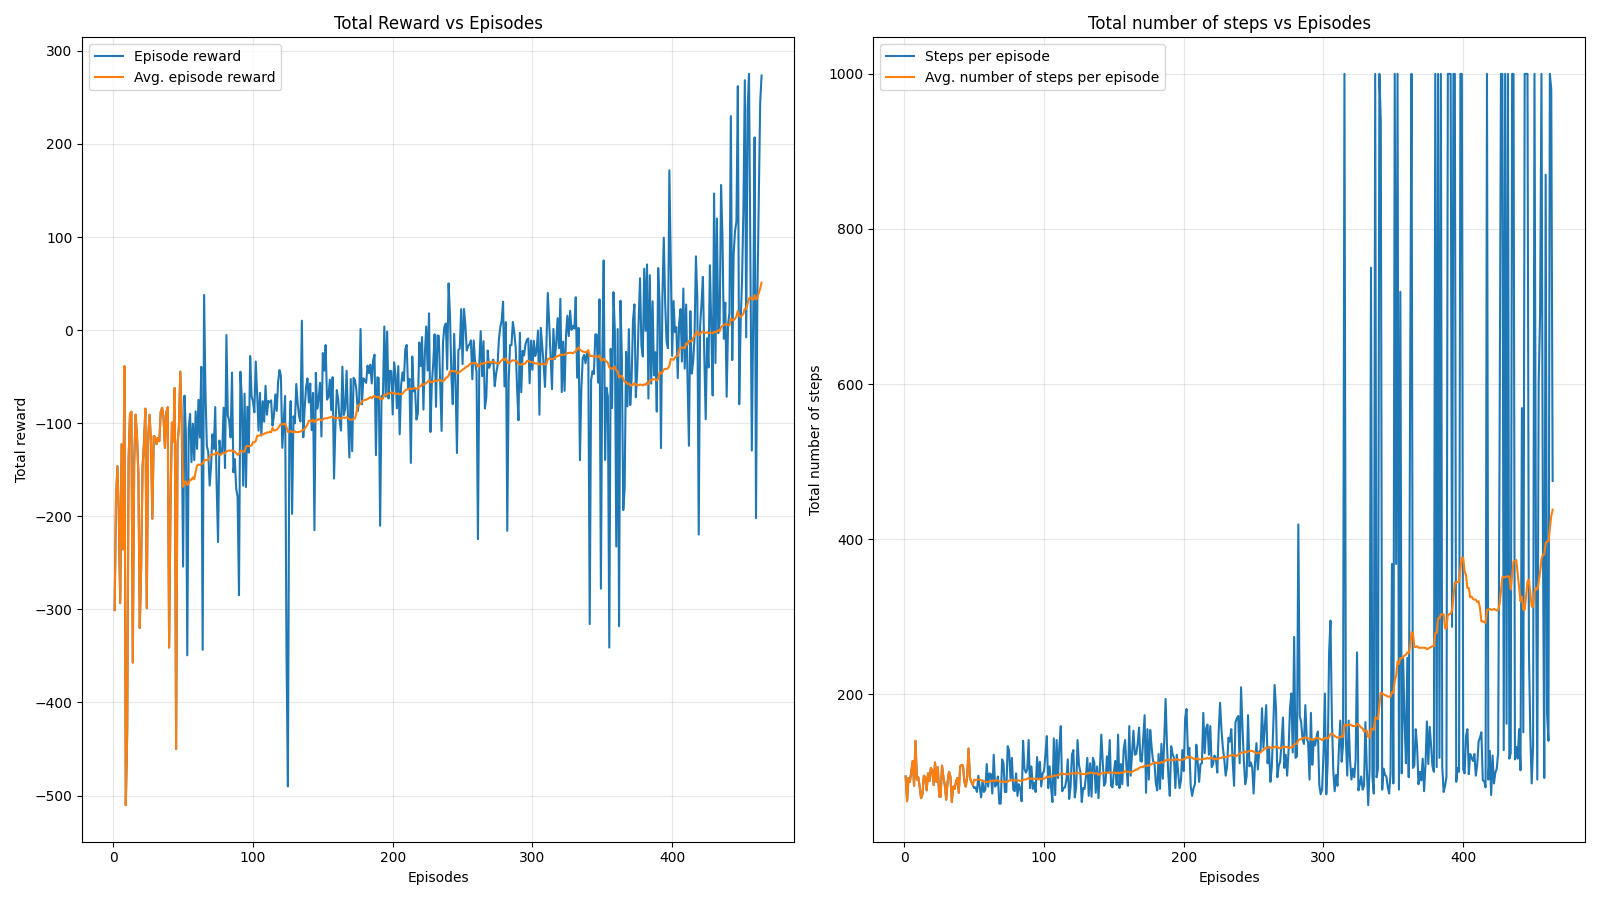 Total Reward vs Episodes
Episode reward
Avg. episode reward
300
200
100
0
−100
−200
−300
−400
−500
Total reward
0
100
200
300
400
Episodes
Total number of steps vs Episodes
Steps per episode
Avg. number of steps per episode
1000
800
600
400
200
Total number of steps
0
100
200
300
400
Episodes